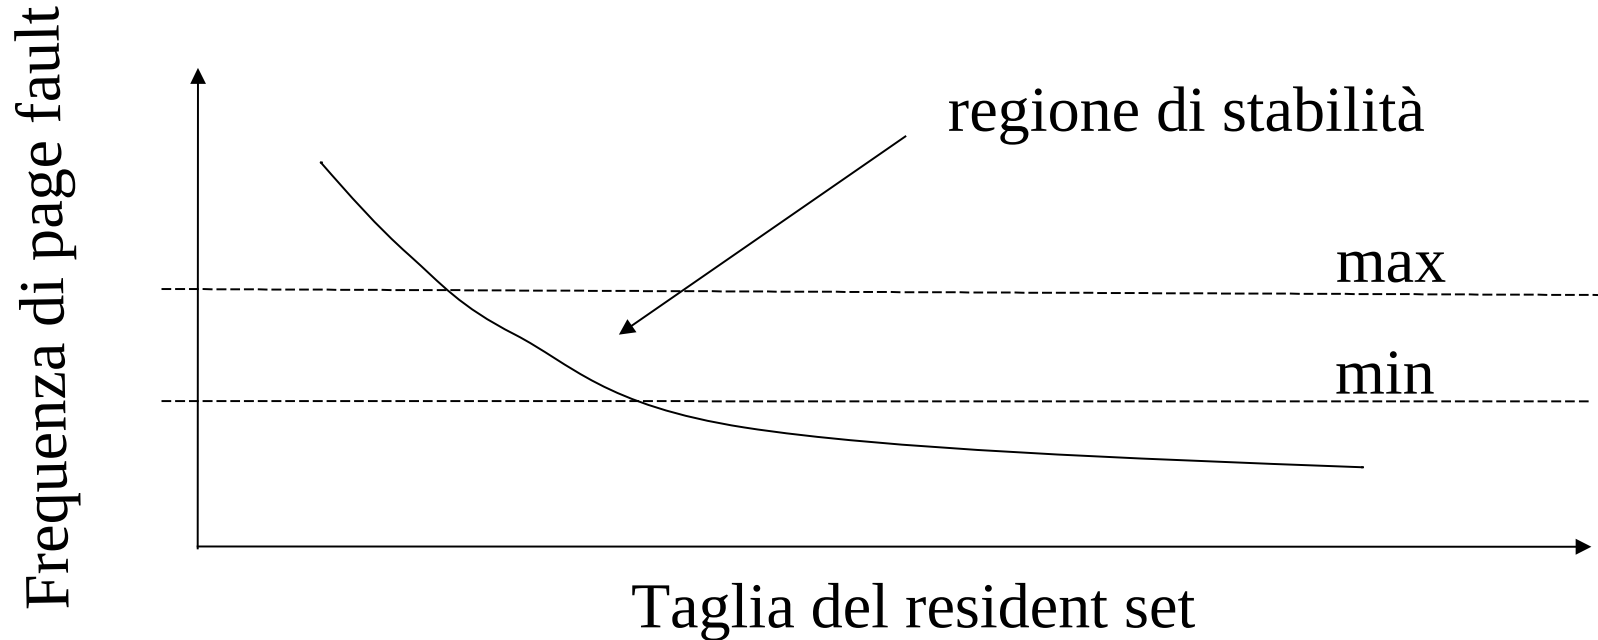 Frequenza di page fault
regione di stabilità
max
min
Taglia del resident set